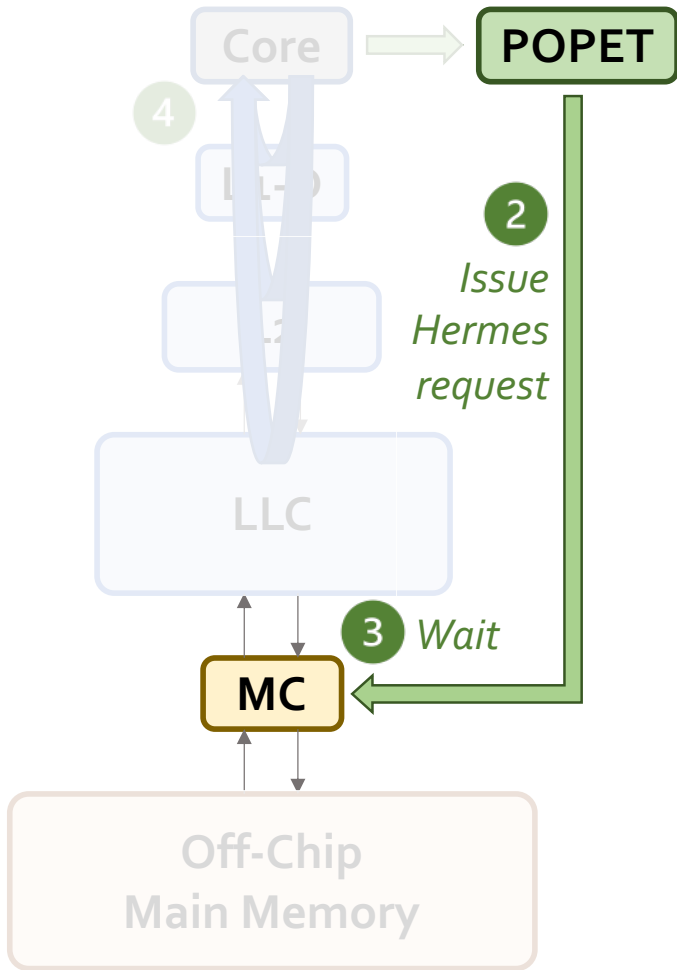 Core
POPET
4
2
Issue
Hermes
request
LLC
3 Wait
MC
Off-Chip
Main Memory